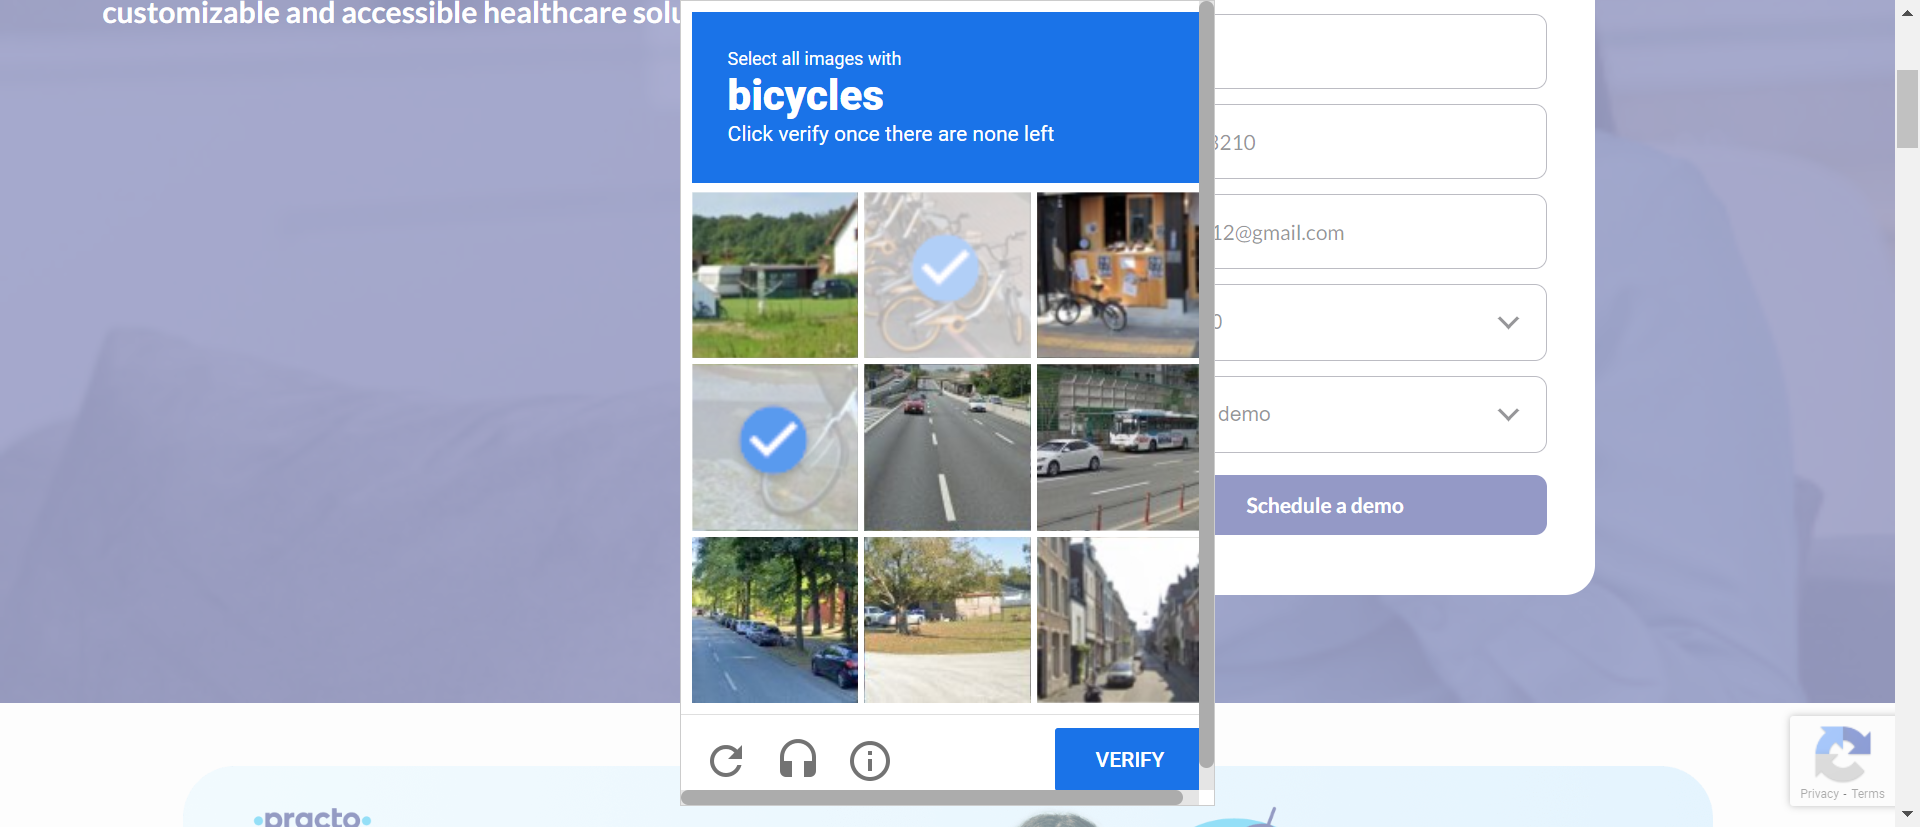 customizable and accessible healthcare solu
Select all images with
bicycles
Click verify once there are none left
3210
12@gmail.com
0
demo
Schedule a demo
VERIFY
Privacy - Terms
practo